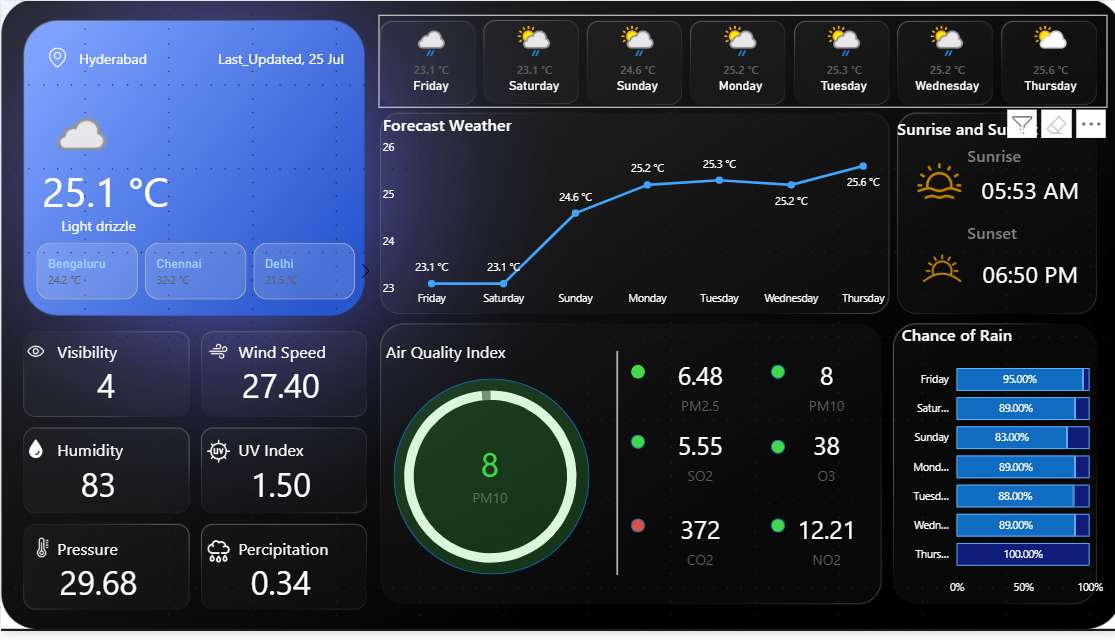 Hyderabad
Last_Updated, 25 Jul
25.1 °C
Light drizzle
Bengaluru
24.2 °C
Chennai
32.2 °C
Delhi
21.5 °C
23.1 °C
Friday
23.1 °C
Saturday
24.6 °C
Sunday
25.2 °C
Monday
25.3 °C
Tuesday
25.2 °C
Wednesday
25.6 °C
Thursday
Forecast Weather
26
25
24
23
23.1 °C
23.1 °C
24.6 °C
25.2 °C
25.3 °C
25.2 °C
25.6 °C
Friday
Saturday
Sunday
Monday
Tuesday
Wednesday
Thursday
Sunrise and Su
Sunrise
05:53 AM
Sunset
06:50 PM
Visibility
4
Wind Speed
27.40
Humidity
83
UV
UV Index
1.50
Pressure
29.68
Percipitation
0.34
Air Quality Index
8
PM10
6.48
PM2.5
8
PM10
5.55
SO2
38
O3
372
CO2
12.21
NO2
Chance of Rain
Friday
95.00%
Satur...
89.00%
Sunday
83.00%
Mond...
89.00%
Tuesd...
88.00%
Wedn...
89.00%
Thurs...
100.00%
0%
50%
100%